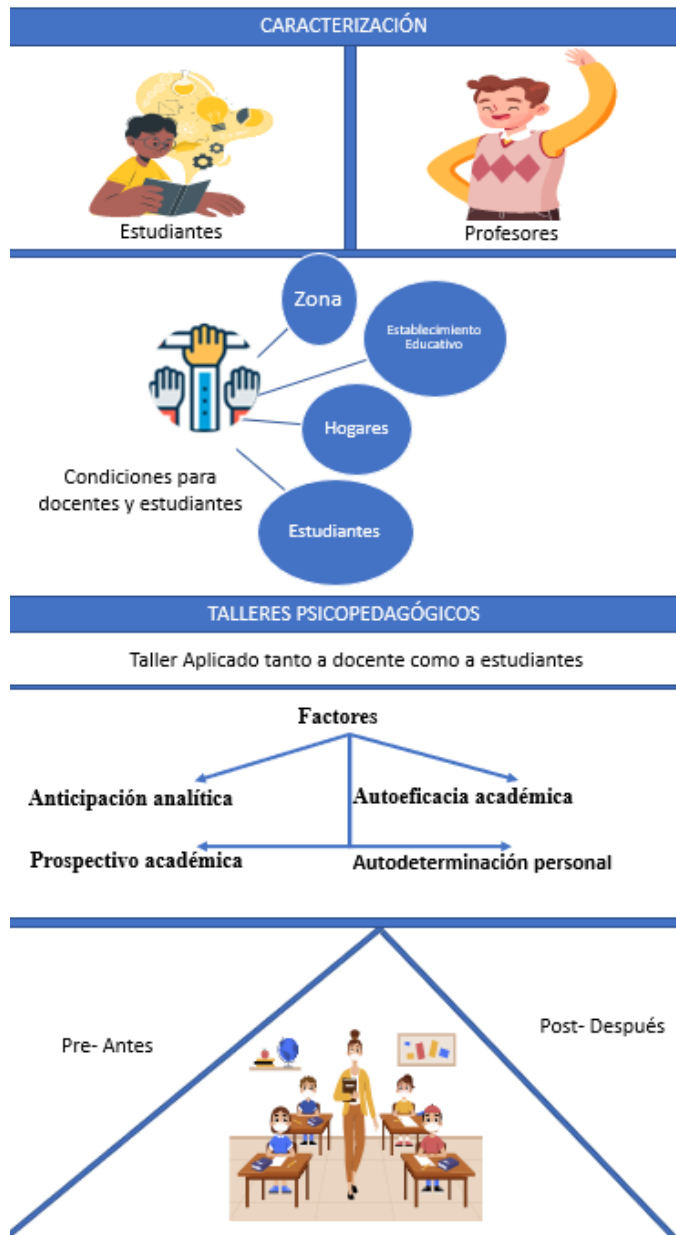 CARACTERIZACIÓN
Estudiantes
Profesores
Zona
Establecimiento
Educativo
Hogares
Condiciones para
docentes y estudiantes
Estudiantes
TALLERES PSICOPEDAGÓGICOS
Taller Aplicado tanto a docente como a estudiantes
Factores
Anticipación analítica
Autoeficacia académica
Prospectivo académica
Autodeterminación personal
Pre- Antes
Post- Después